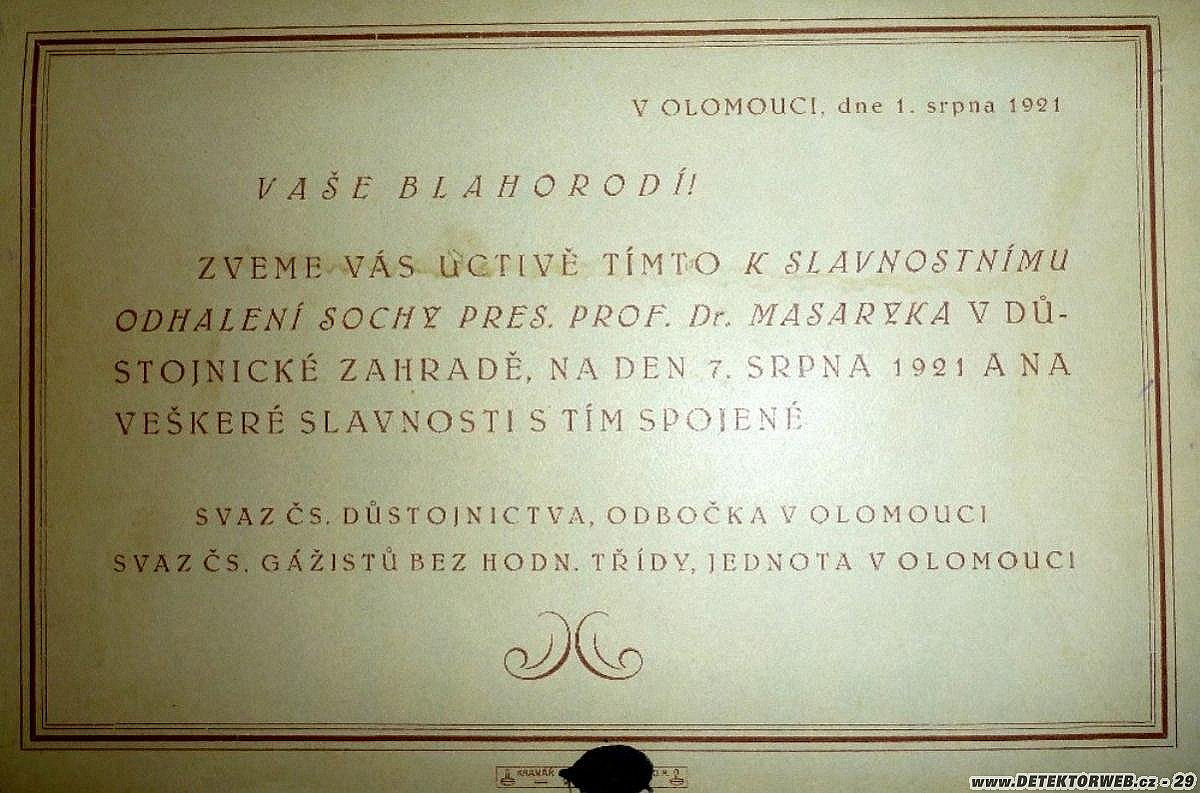 V OLOMOUCI, dne 1. srpna 1921
VAŠE BLAHORODÍ!
ZVEME VÁS UCTIVĚ TÍMTO K SLAVNOSTNÍMU
ODHALENÍ SOCHY PRES. PROF. Dr. MASARYKA V DŮ-
STOJNICKÉ ZAHRADĚ, NA DEN 7. SRPNA 1921 A NA
VEŠKERÉ SLAVNOSTI S TÍM SPOJENÉ
SVAZ ČS. DŮSTOJNICTVA, ODBOČKA V OLOMOUCI
SVAZ ČS. GÁŽISTŮ BEZ HODN. TŘÍDY, JEDNOTA V OLOMOUCI
KRAMÁŘ
www.DETEKTORWEB.cz - 29